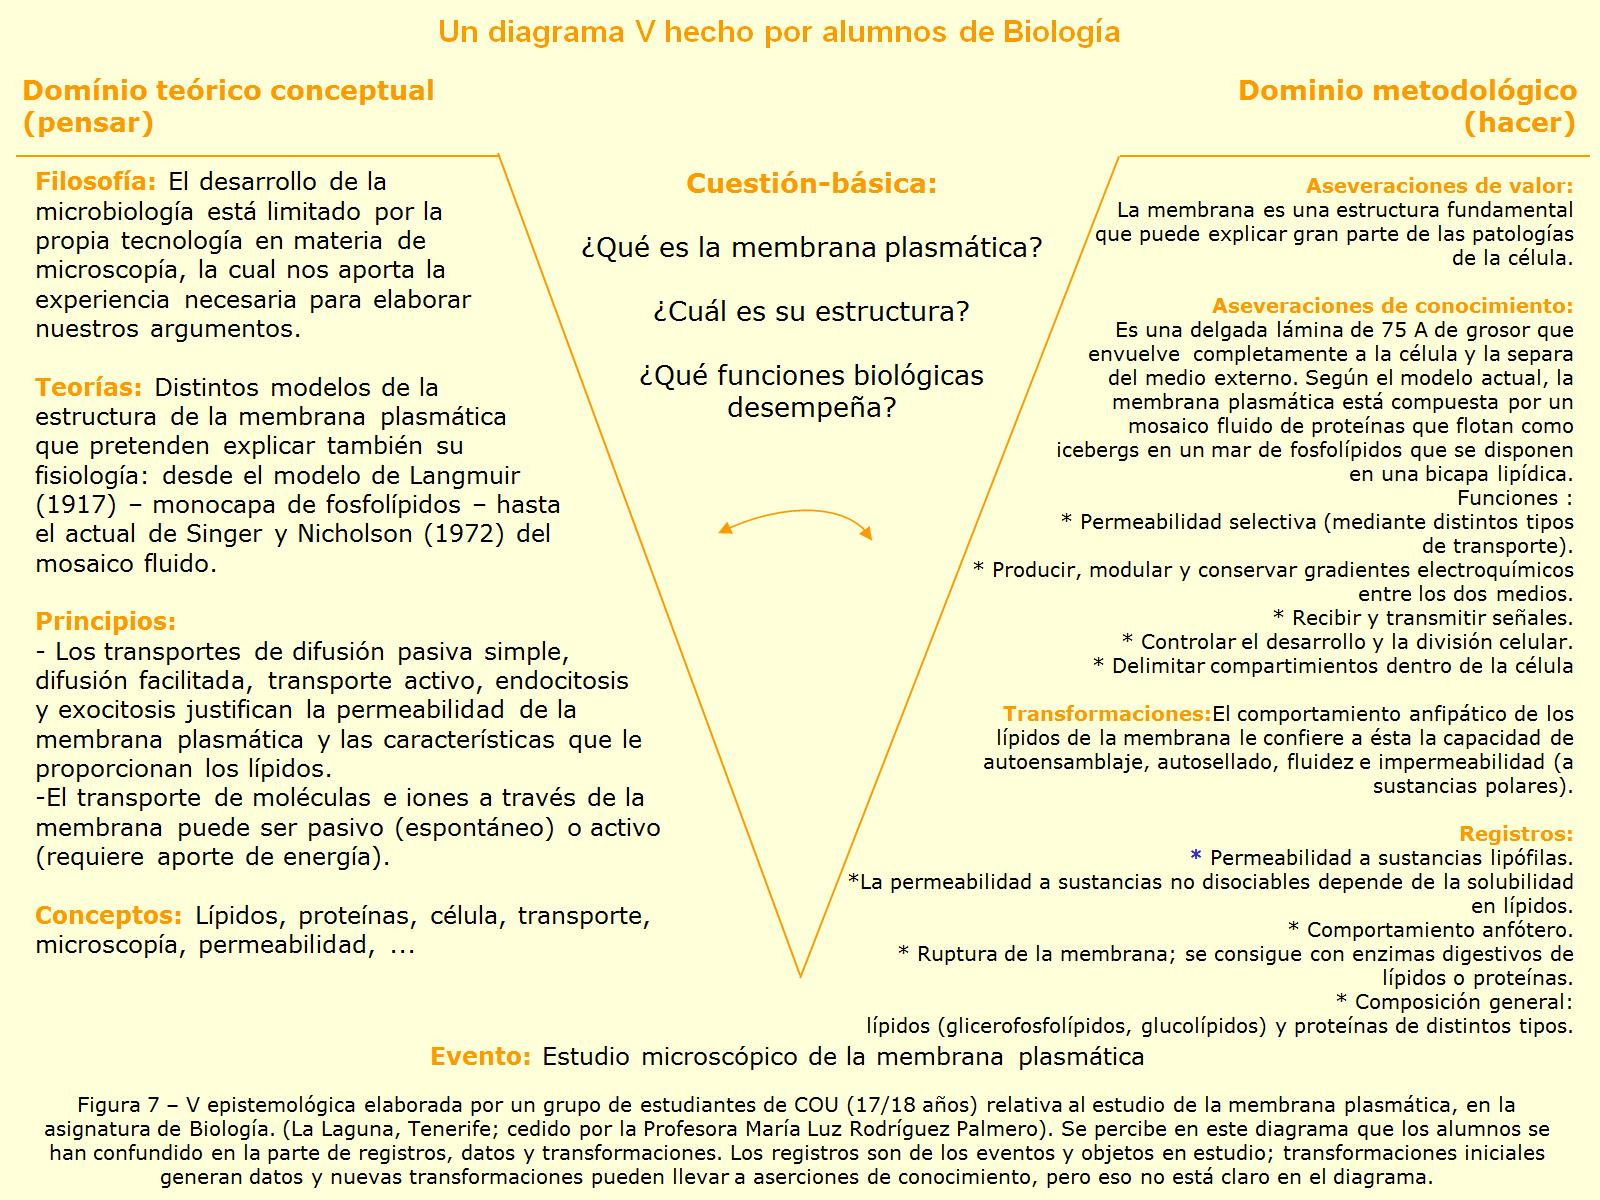 Un diagrama V hecho por alumnos de Biología
Domínio teórico conceptual
(pensar)
Filosofía: El desarrollo de la
microbiología está limitado por la
propia tecnología en materia de
microscopía, la cual nos aporta la
experiencia necesaria para elaborar
nuestros argumentos.
Teorías: Distintos modelos de la
estructura de la membrana plasmática
que pretenden explicar también su
fisiología: desde el modelo de Langmuir
(1917) – monocapa de fosfolípidos – hasta
el actual de Singer y Nicholson (1972) del
mosaico fluido.
Principios:
- Los transportes de difusión pasiva simple,
difusión facilitada, transporte activo, endocitosis
y exocitosis justifican la permeabilidad de la
membrana plasmática y las características que le
proporcionan los lípidos.
-El transporte de moléculas e iones a través de la
membrana puede ser pasivo (espontáneo) o activo
(requiere aporte de energía).
Conceptos: Lípidos, proteínas, célula, transporte,
microscopía, permeabilidad, ...
Cuestión-básica:
¿Qué es la membrana plasmática?
¿Cuál es su estructura?
¿Qué funciones biológicas
desempeña?
Dominio metodológico
(hacer)
Aseveraciones de valor:
La membrana es una estructura fundamental
que puede explicar gran parte de las patologías
de la célula.
Aseveraciones de conocimiento:
Es una delgada lámina de 75 A de grosor que
envuelve completamente a la célula y la separa
del medio externo. Según el modelo actual, la
membrana plasmática está compuesta por un
mosaico fluido de proteínas que flotan como
icebergs en un mar de fosfolípidos que se disponen
en una bicapa lipídica.
Funciones :
* Permeabilidad selectiva (mediante distintos tipos
de transporte).
* Producir, modular y conservar gradientes electroquímicos
entre los dos medios.
* Recibir y transmitir señales.
* Controlar el desarrollo y la división celular.
* Delimitar compartimientos dentro de la célula
Transformaciones:El comportamiento anfipático de los
lípidos de la membrana le confiere a ésta la capacidad de
autoensamblaje, autosellado, fluidez e impermeabilidad (a
sustancias polares).
Registros:
* Permeabilidad a sustancias lipófilas.
*La permeabilidad a sustancias no disociables depende de la solubilidad
en lípidos.
* Comportamiento anfótero.
* Ruptura de la membrana; se consigue con enzimas digestivos de
lípidos o proteínas.
* Composición general:
lípidos (glicerofosfolípidos, glucolípidos) y proteínas de distintos tipos.
Evento: Estudio microscópico de la membrana plasmática
Figura 7 – V epistemológica elaborada por un grupo de estudiantes de COU (17/18 años) relativa al estudio de la membrana plasmática, en la
asignatura de Biología. (La Laguna, Tenerife; cedido por la Profesora María Luz Rodríguez Palmero). Se percibe en este diagrama que los alumnos se
han confundido en la parte de registros, datos y transformaciones. Los registros son de los eventos y objetos en estudio; transformaciones iniciales
generan datos y nuevas transformaciones pueden llevar a aserciones de conocimiento, pero eso no está claro en el diagrama.